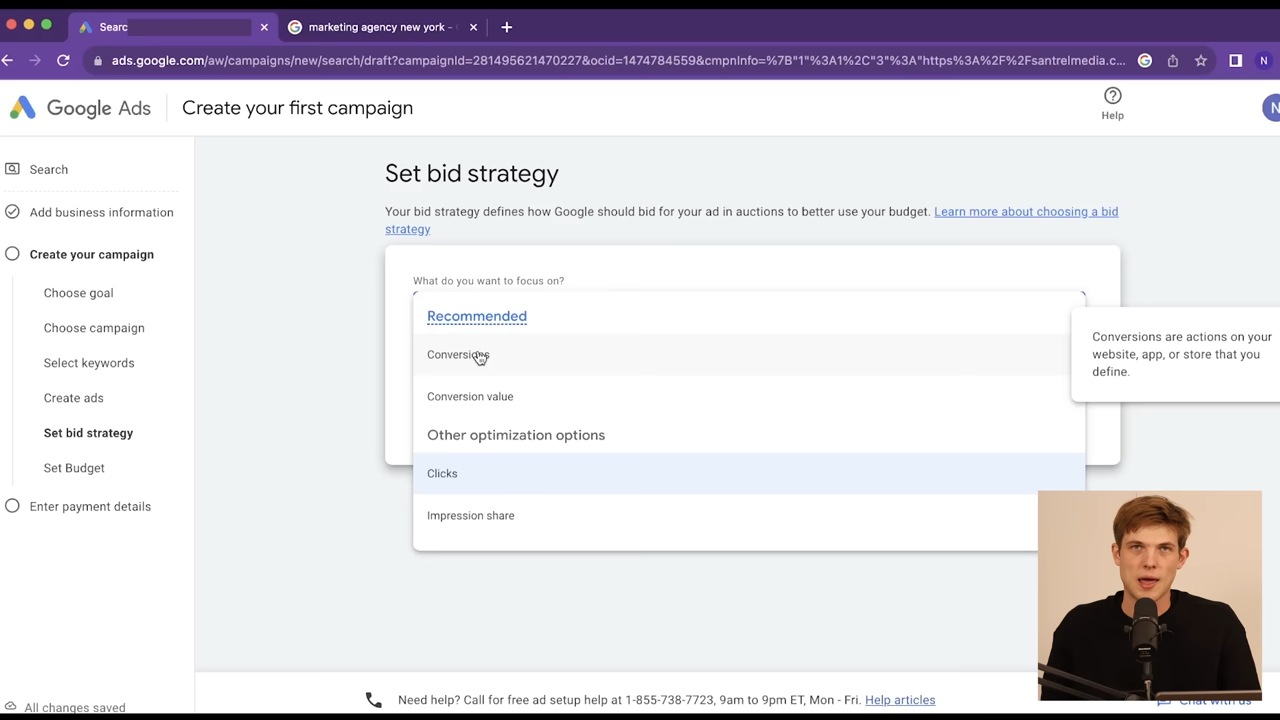 Searc
marketing agency new york -
ads.google.com/aw/campaigns/new/search/draft?campaignId=281495621470227&ocid=1474784559&cmpnInfo=%7B"1"%3A1%2C"3"%3A"https%3A%2F%2Fsantrelmedia.c...
N
Google Ads
Create your first campaign
Help
N
Search
Add business information
Create your campaign
Choose goal
Choose campaign
Select keywords
Create ads
Set bid strategy
Set Budget
Enter payment details
All changes saved
Set bid strategy
Your bid strategy defines how Google should bid for your ad in auctions to better use your budget. Learn more about choosing a bid
strategy
What do you want to focus on?
Recommended
Conversions
Conversion value
Other optimization options
Clicks
Impression share
Conversions are actions on your
website, app, or store that you
define.
Need help? Call for free ad setup help at 1-855-738-7723, 9am to 9pm ET, Mon - Fri. Help articles
Chat with us